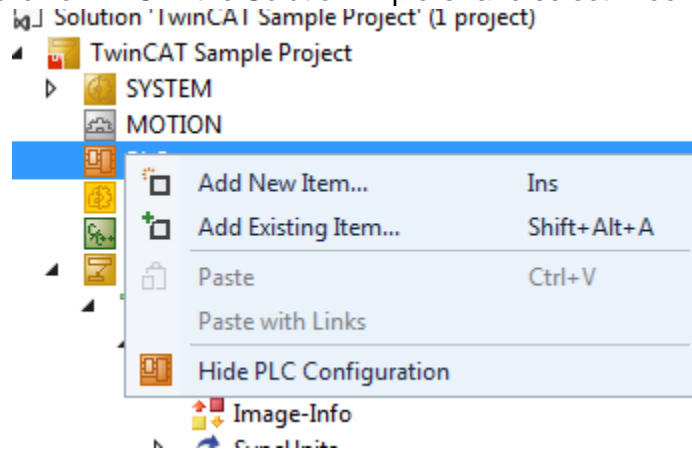 Solution 'TwinCAT Sample Project' (1 project)
TwinCAT Sample Project
SYSTEM
MOTION
Add New Item... Ins
Add Existing Item... Shift+Alt+A
Paste Ctrl+V
Paste with Links
Hide PLC Configuration
Image-Info